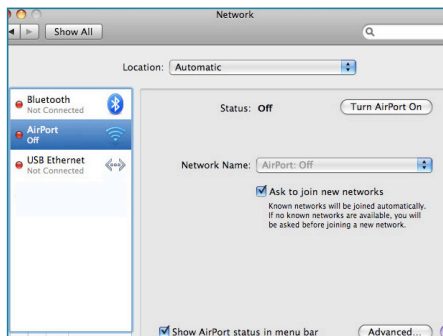 Network
Show All
Location: Automatic
Bluetooth
Not Connected
AirPort
Off
USB Ethernet
Not Connected
Status: Off
Turn AirPort On
Network Name: AirPort: Off
Ask to join new networks
Known networks will be joined automatically.
If no known networks are available, you will
be asked before joining a new network.
Show AirPort status in menu bar
Advanced...